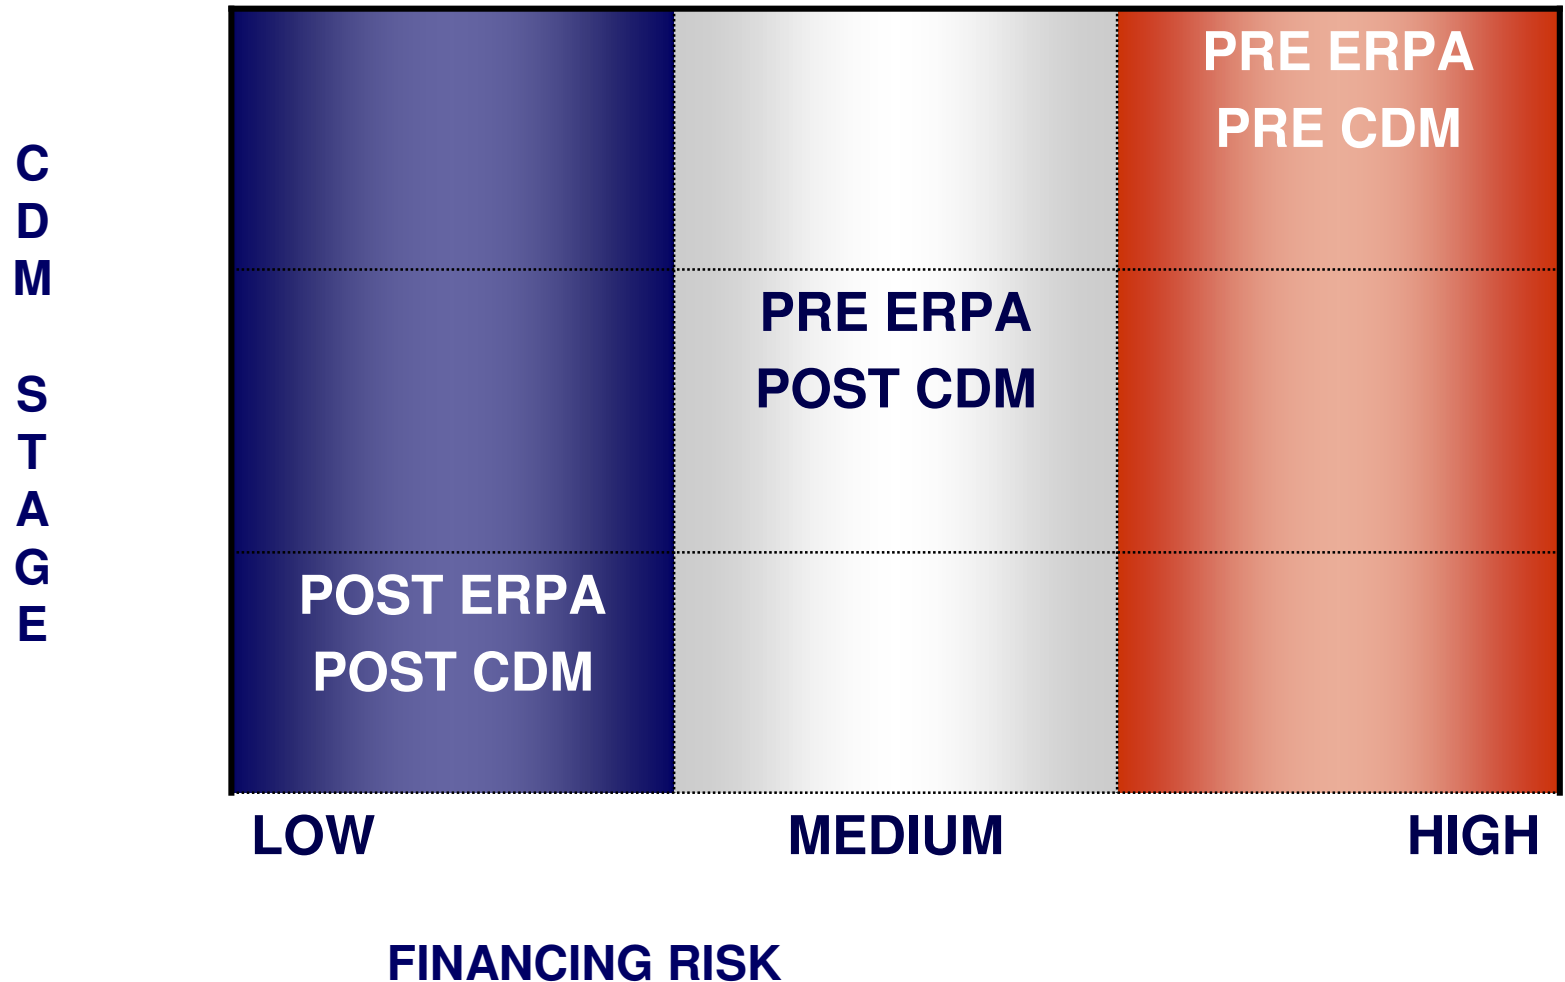 C
D
M
S
T
A
G
E
PRE ERPA
PRE CDM
PRE ERPA
POST CDM
POST ERPA
POST CDM
LOW MEDIUM HIGH
FINANCING RISK